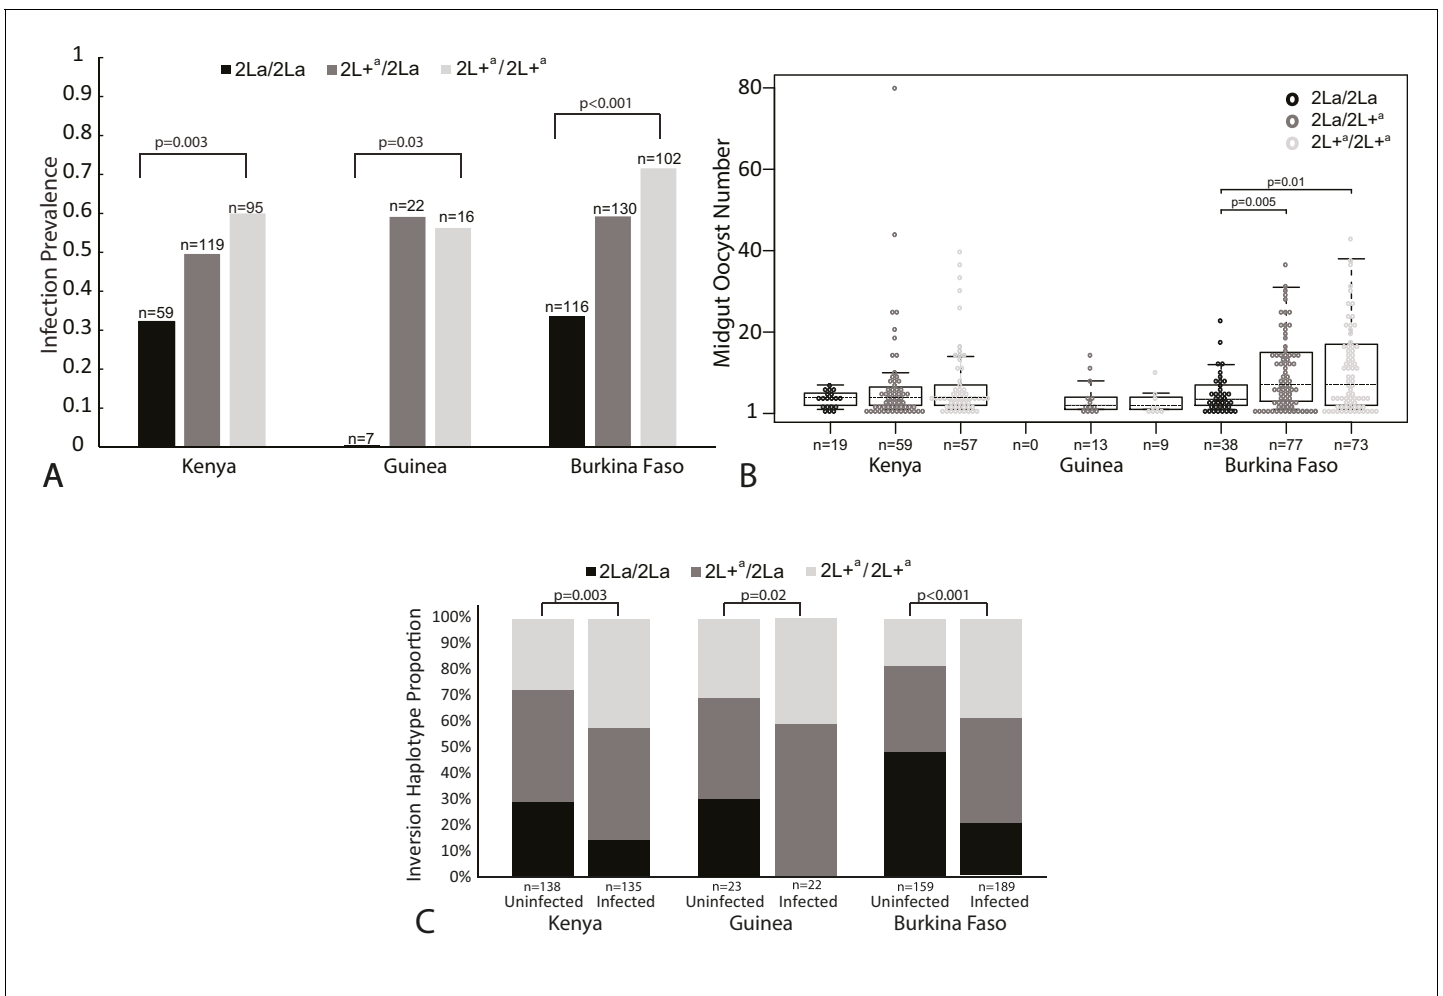 1
0.9
0.8
0.7
0.6
0.5
0.4
0.3
0.2
0.1
0
Infection Prevalence
2La/2La 2L+ᵃ/2La 2L+ᵃ/2L+ᵃ
p=0.003
p=0.03
p<0.001
n=59
n=119
n=95
n=7
n=22
n=16
n=116
n=130
n=102
Kenya Guinea Burkina Faso
A
80
60
40
20
1
Midgut Oocyst Number
2La/2La
2La/2L+ᵃ
2L+ᵃ/2L+ᵃ
p=0.01
p=0.005
n=19 n=59 n=57 n=0 n=13 n=9 n=38 n=77 n=73
Kenya Guinea Burkina Faso
B
2La/2La 2L+ᵃ/2La 2L+ᵃ/2L+ᵃ
p=0.003 p=0.02 p<0.001
100%
90%
80%
70%
60%
50%
40%
30%
20%
10%
0%
Inversion Haplotype Proportion
n=138 n=135 n=23 n=22 n=159 n=189
Uninfected Infected Uninfected Infected Uninfected Infected
Kenya Guinea Burkina Faso
C